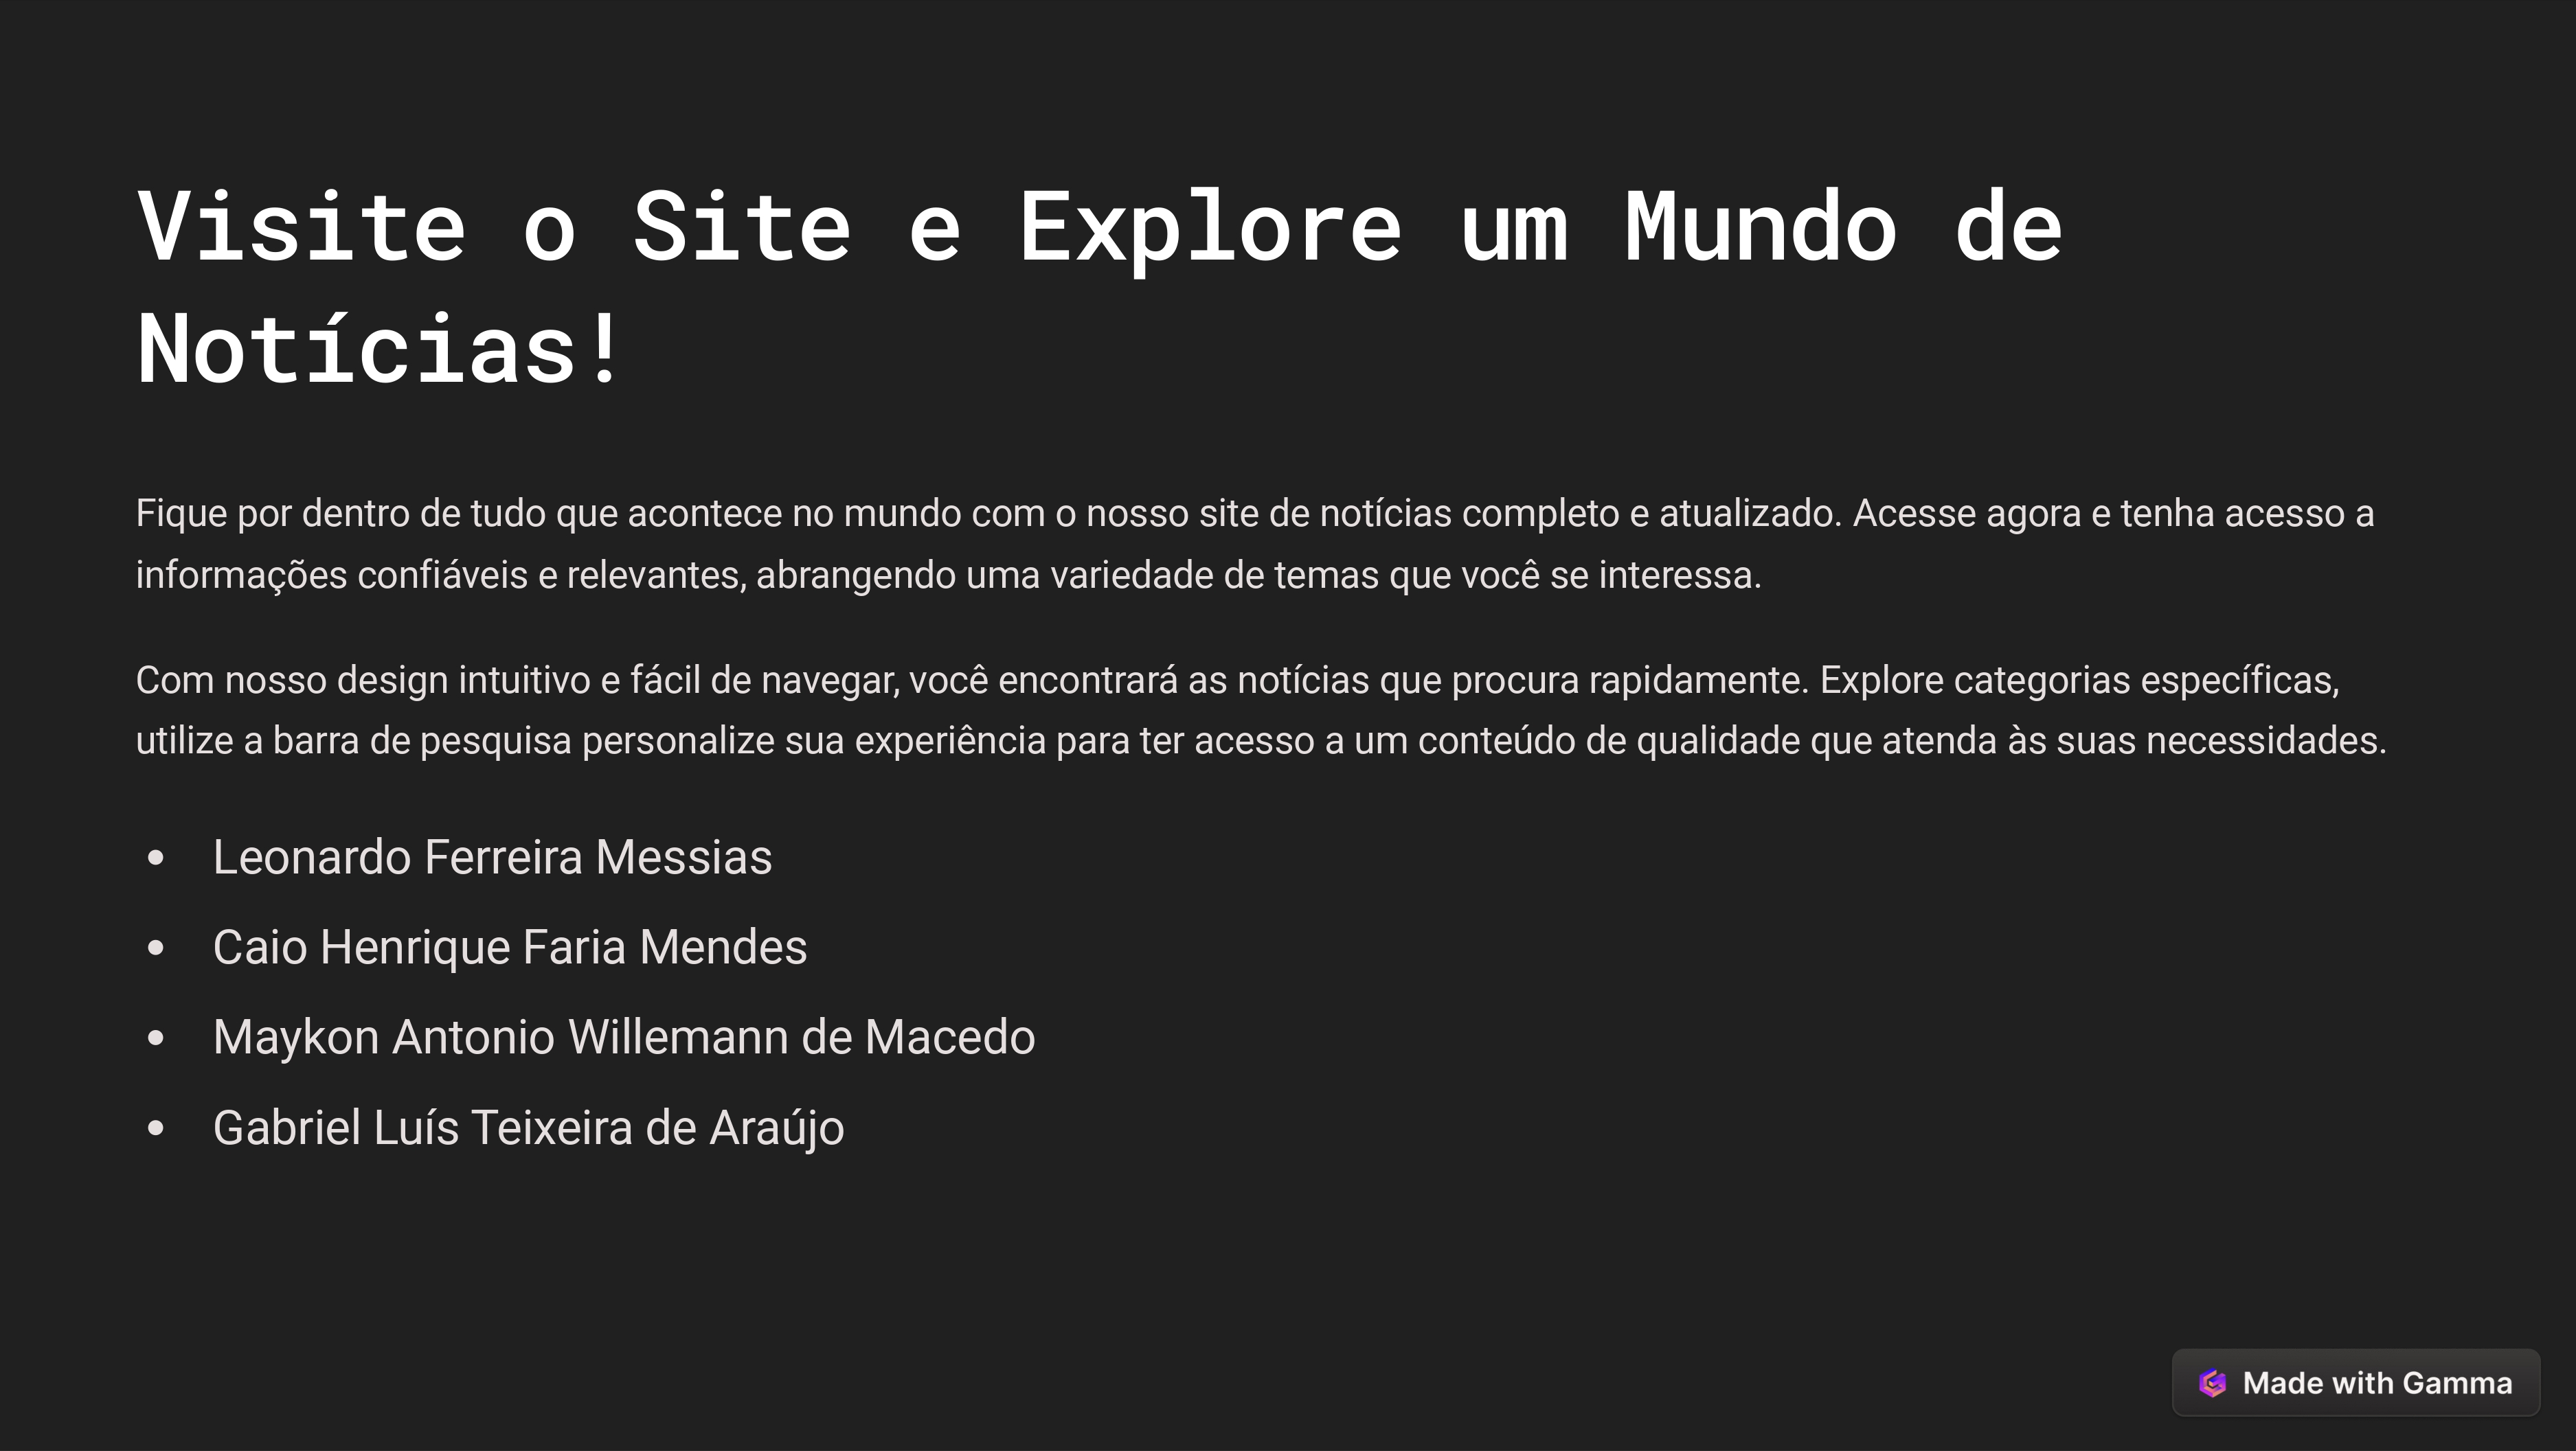 Visite o Site e Explore um Mundo de
Notícias!
Fique por dentro de tudo que acontece no mundo com o nosso site de notícias completo e atualizado. Acesse agora e tenha acesso a
informações confiáveis e relevantes, abrangendo uma variedade de temas que você se interessa.
Com nosso design intuitivo e fácil de navegar, você encontrará as notícias que procura rapidamente. Explore categorias específicas,
utilize a barra de pesquisa personalize sua experiência para ter acesso a um conteúdo de qualidade que atenda às suas necessidades.
• Leonardo Ferreira Messias
• Caio Henrique Faria Mendes
• Maykon Antonio Willemann de Macedo
• Gabriel Luís Teixeira de Araújo
Made with Gamma